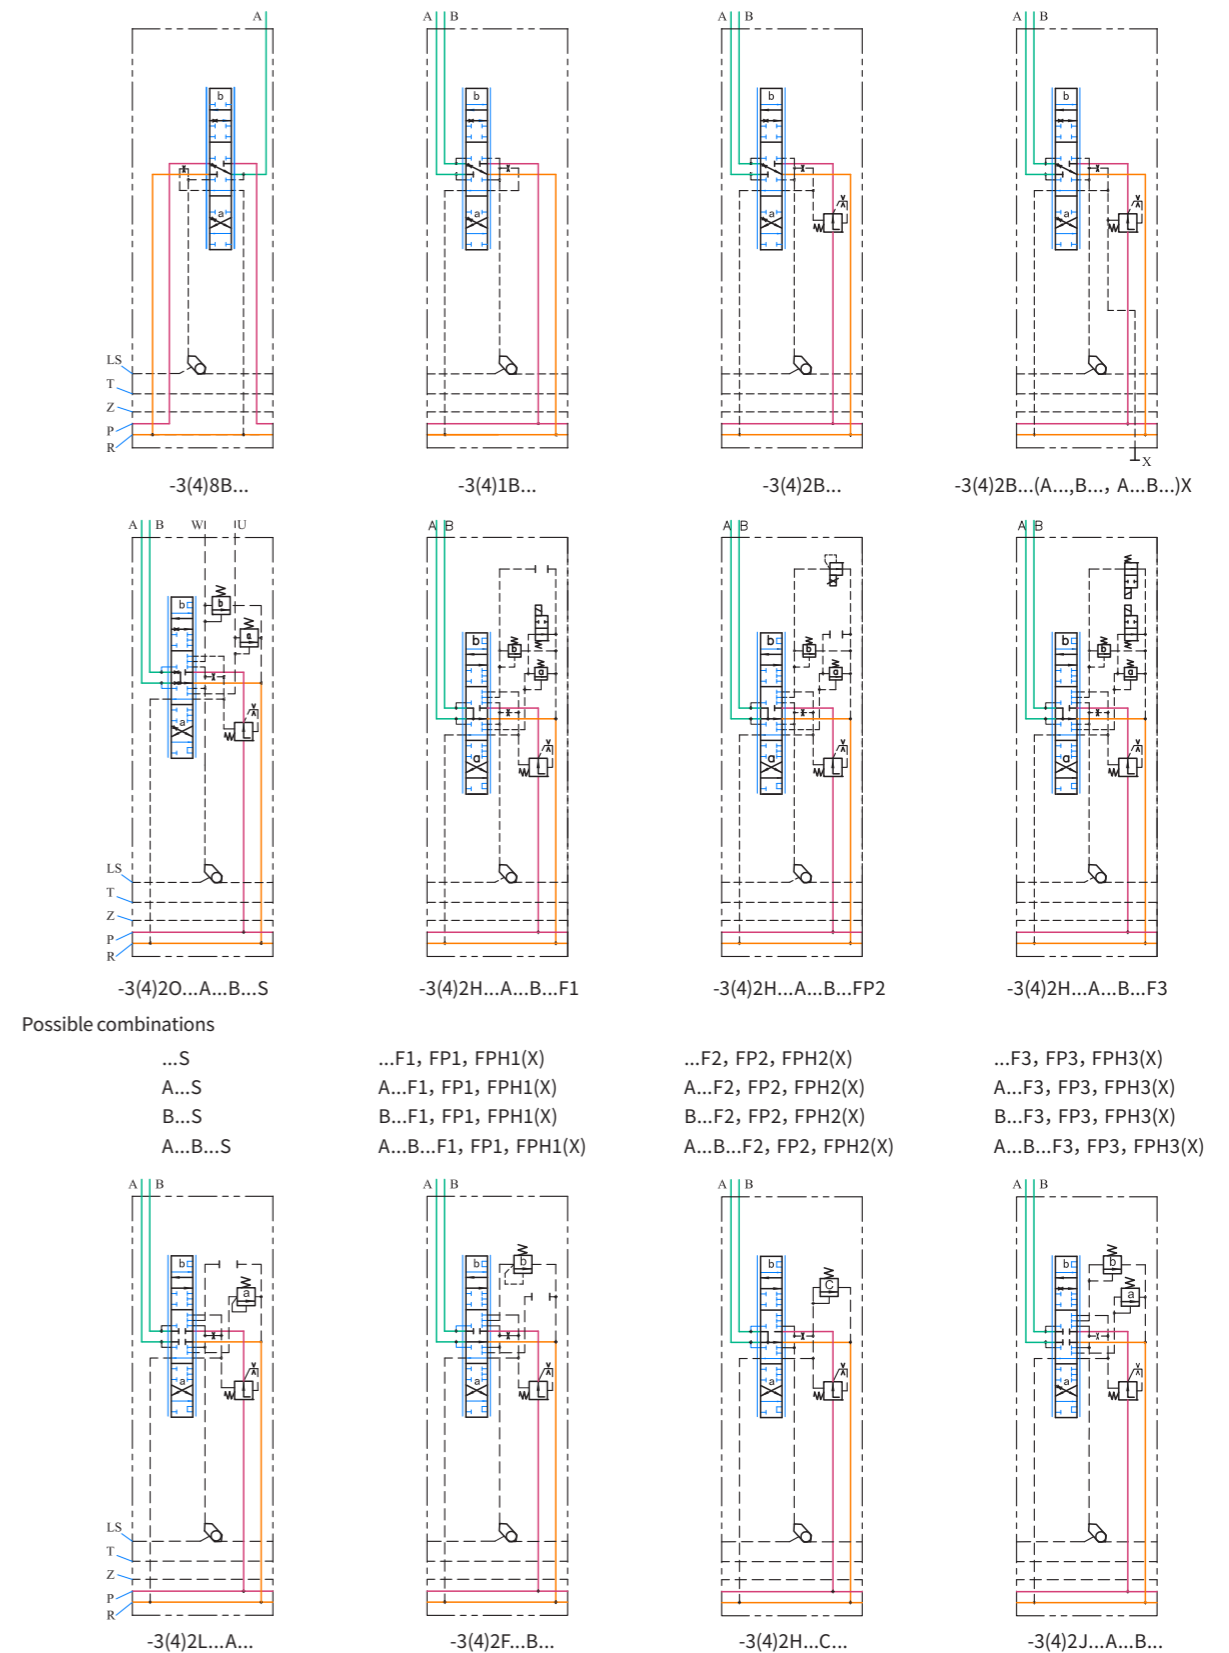 A A B A B A B
b b b b
a a a a
LS
T
Z
P
R
X
-3(4)8B... -3(4)1B... -3(4)2B... -3(4)2B...(A...,B..., A...B...)X
A B W U A B A B A B
b b b b b b b
a a a a a a a a
LS
T
Z
P
R
-3(4)2O...A...B...S -3(4)2H...A...B...F1 -3(4)2H...A...B...FP2 -3(4)2H...A...B...F3
Possible combinations
...S ...F1, FP1, FPH1(X) ...F2, FP2, FPH2(X) ...F3, FP3, FPH3(X)
A...S A...F1, FP1, FPH1(X) A...F2, FP2, FPH2(X) A...F3, FP3, FPH3(X)
B...S B...F1, FP1, FPH1(X) B...F2, FP2, FPH2(X) B...F3, FP3, FPH3(X)
A...B...S A...B...F1, FP1, FPH1(X) A...B...F2, FP2, FPH2(X) A...B...F3, FP3, FPH3(X)
A B A B A B A B
b b b b b b
a C a
a a a a
LS
T
Z
P
R
-3(4)2L...A... -3(4)2F...B... -3(4)2H...C... -3(4)2J...A...B...